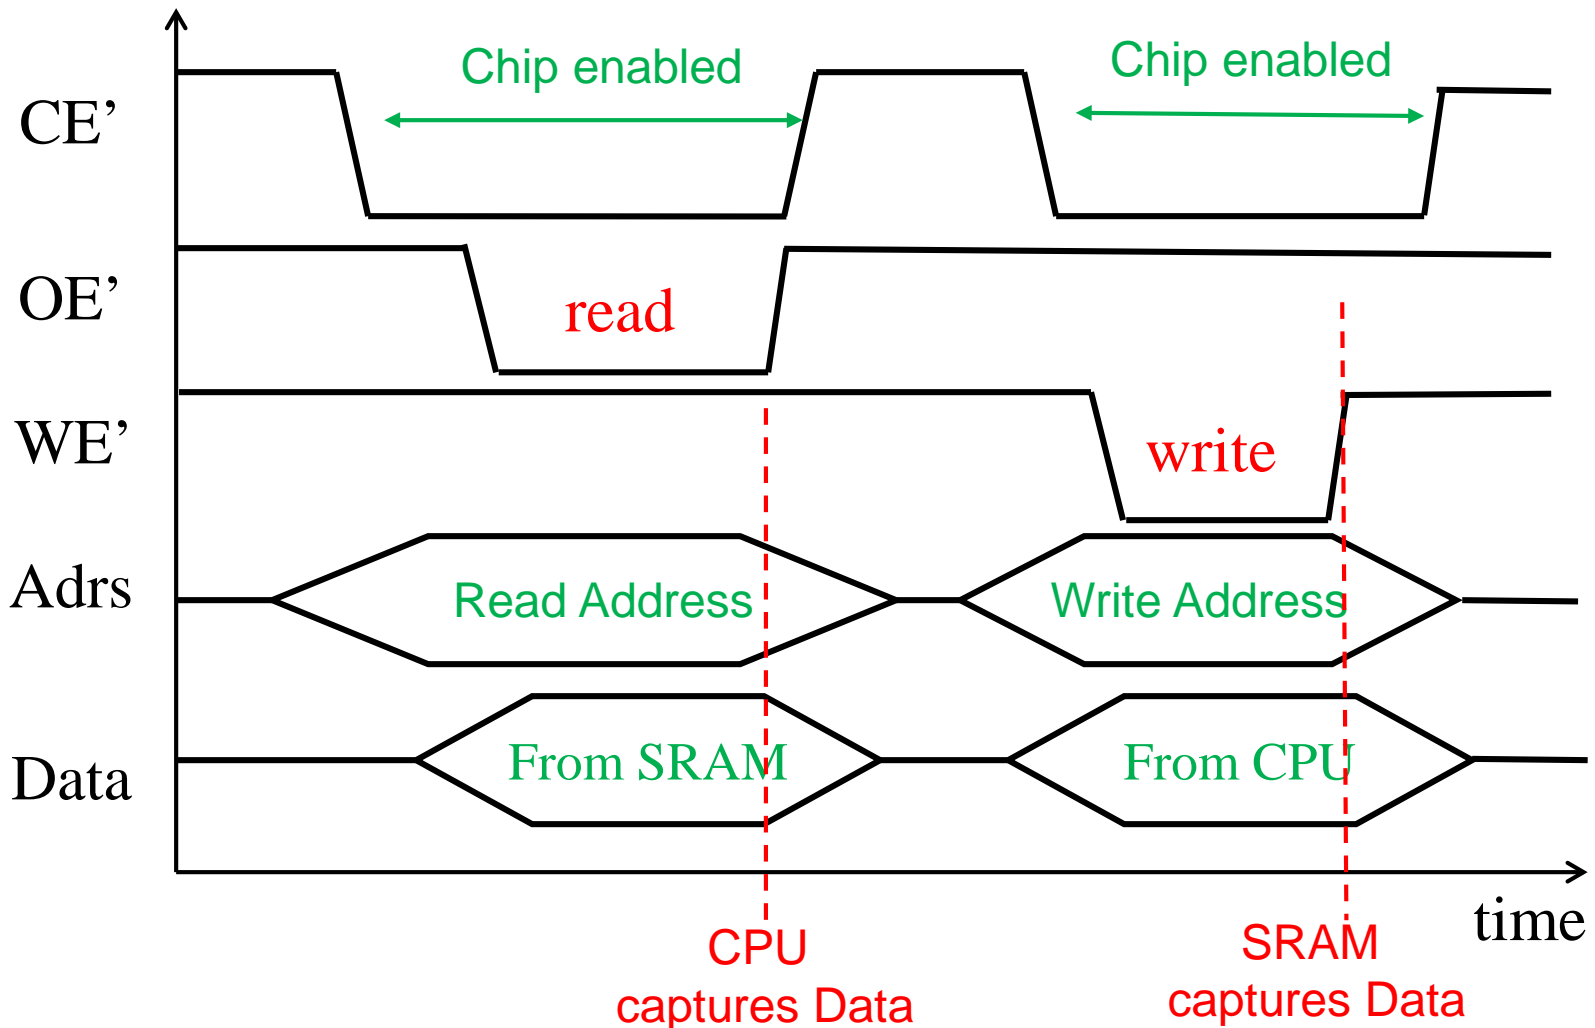 Chip enabled
Chip enabled
CE’
OE’
read
WE’
write
Adrs
Read Address
Write Address
Data
From SRAM
From CPU
time
CPU
captures Data
SRAM
captures Data